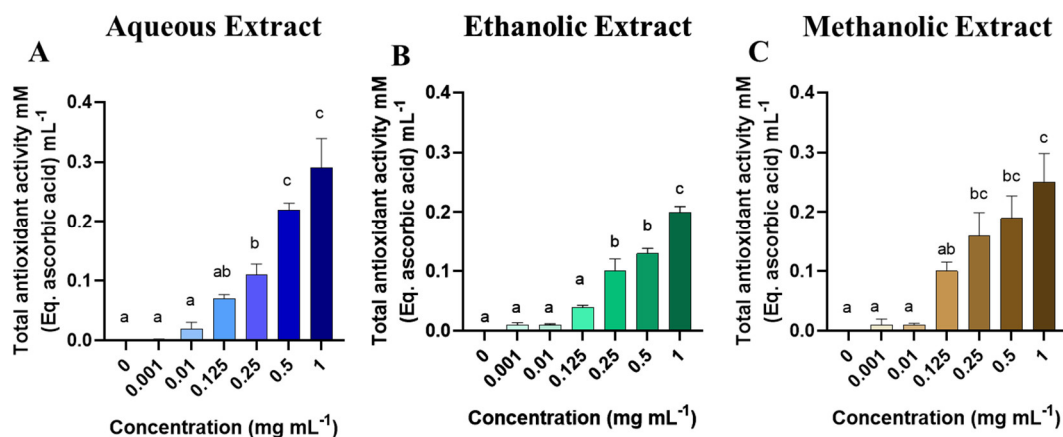 Aqueous Extract
A
Total antioxidant activity mM
(Eq. ascorbic acid) mL⁻¹
0.4
0.3
0.2
0.1
0.0
a
a
a
ab
b
c
c
0
0.001
0.01
0.125
0.25
0.5
1
Concentration (mg mL⁻¹)
Ethanolic Extract
B
Total antioxidant activity mM
(Eq. ascorbic acid) mL⁻¹
0.4
0.3
0.2
0.1
0.0
a
a
a
a
b
b
c
0
0.001
0.01
0.125
0.25
0.5
1
Concentration (mg mL⁻¹)
Methanolic Extract
C
Total antioxidant activity mM
(Eq. ascorbic acid) mL⁻¹
0.4
0.3
0.2
0.1
0.0
a
a
a
ab
bc
bc
c
0
0.001
0.01
0.125
0.25
0.5
1
Concentration (mg mL⁻¹)